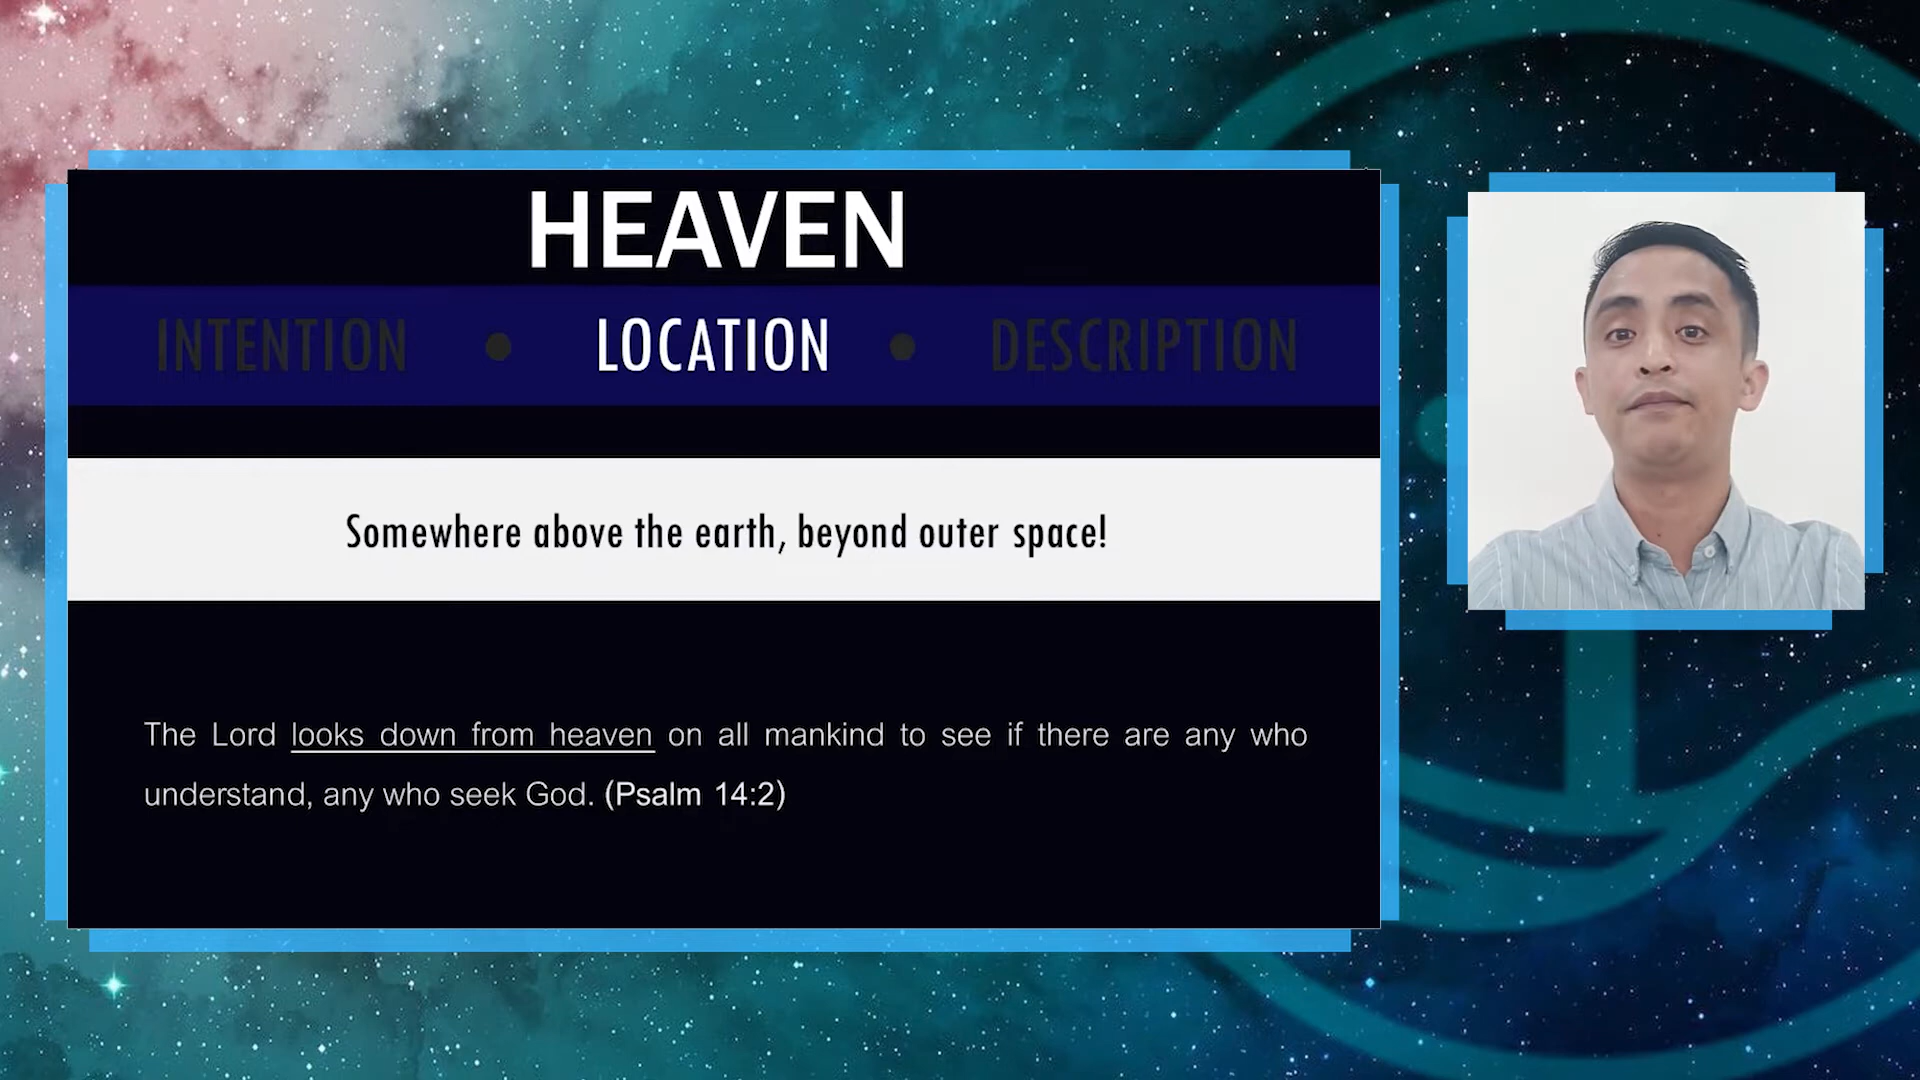 HEAVEN
INTENTION • LOCATION • DESCRIPTION
Somewhere above the earth, beyond outer space!
The Lord looks down from heaven on all mankind to see if there are any who
understand, any who seek God. (Psalm 14:2)